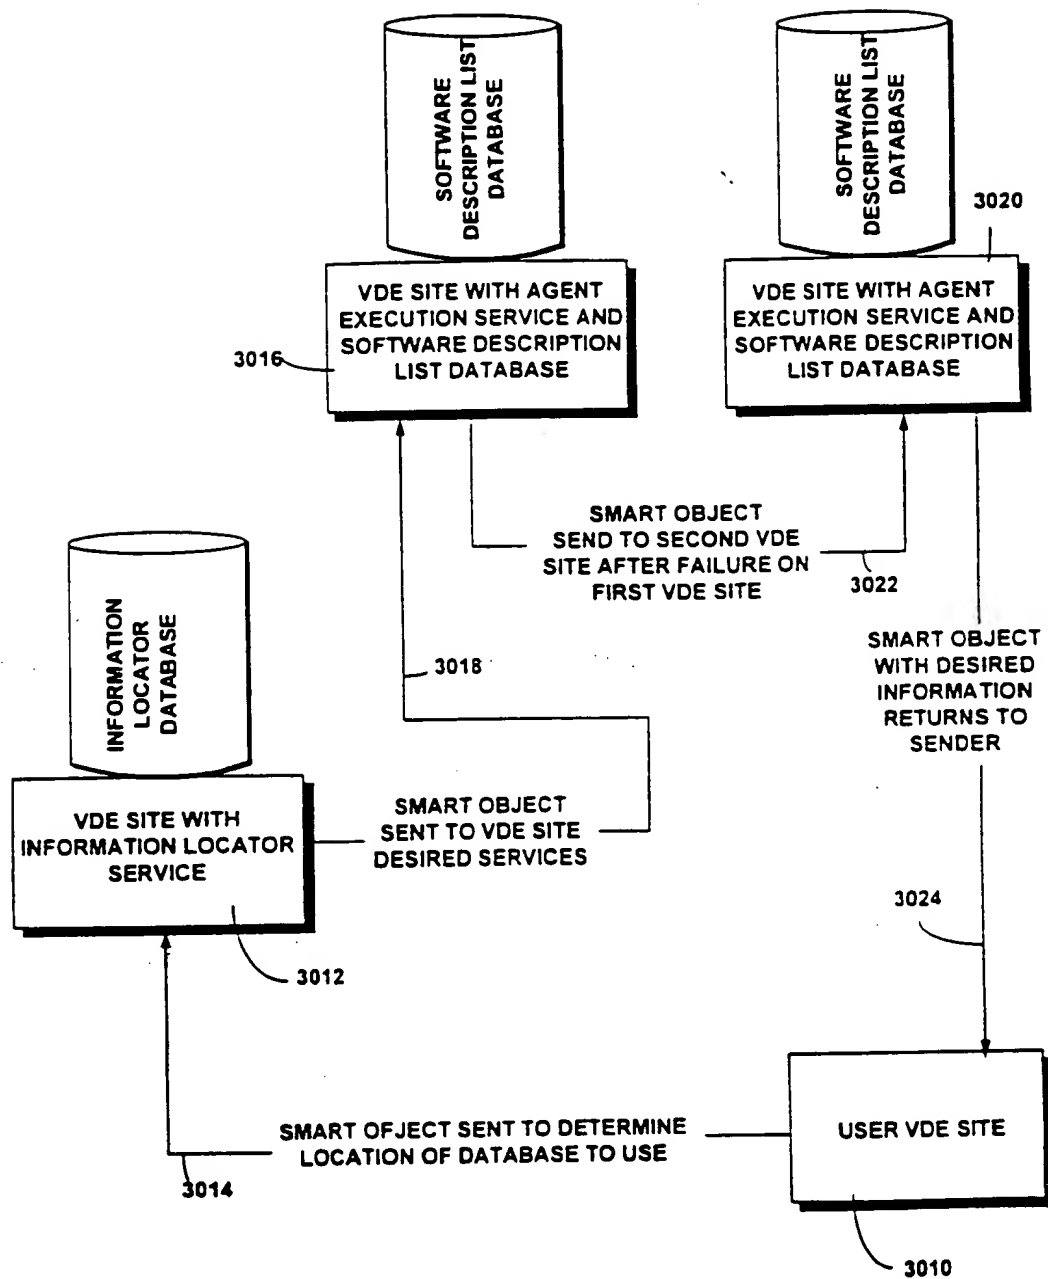 SOFTWARE
DESCRIPTION LIST
DATABASE
SOFTWARE
DESCRIPTION LIST
DATABASE
3020
VDE SITE WITH AGENT
EXECUTION SERVICE AND
SOFTWARE DESCRIPTION
LIST DATABASE
3016
VDE SITE WITH AGENT
EXECUTION SERVICE AND
SOFTWARE DESCRIPTION
LIST DATABASE
SMART OBJECT
SEND TO SECOND VDE
SITE AFTER FAILURE ON
FIRST VDE SITE
3022
INFORMATION
LOCATOR
DATABASE
3018
SMART OBJECT
WITH DESIRED
INFORMATION
RETURNS TO
SENDER
VDE SITE WITH
INFORMATION LOCATOR
SERVICE
SMART OBJECT
SENT TO VDE SITE
DESIRED SERVICES
3024
3012
SMART OFJECT SENT TO DETERMINE
LOCATION OF DATABASE TO USE
3014
USER VDE SITE
3010